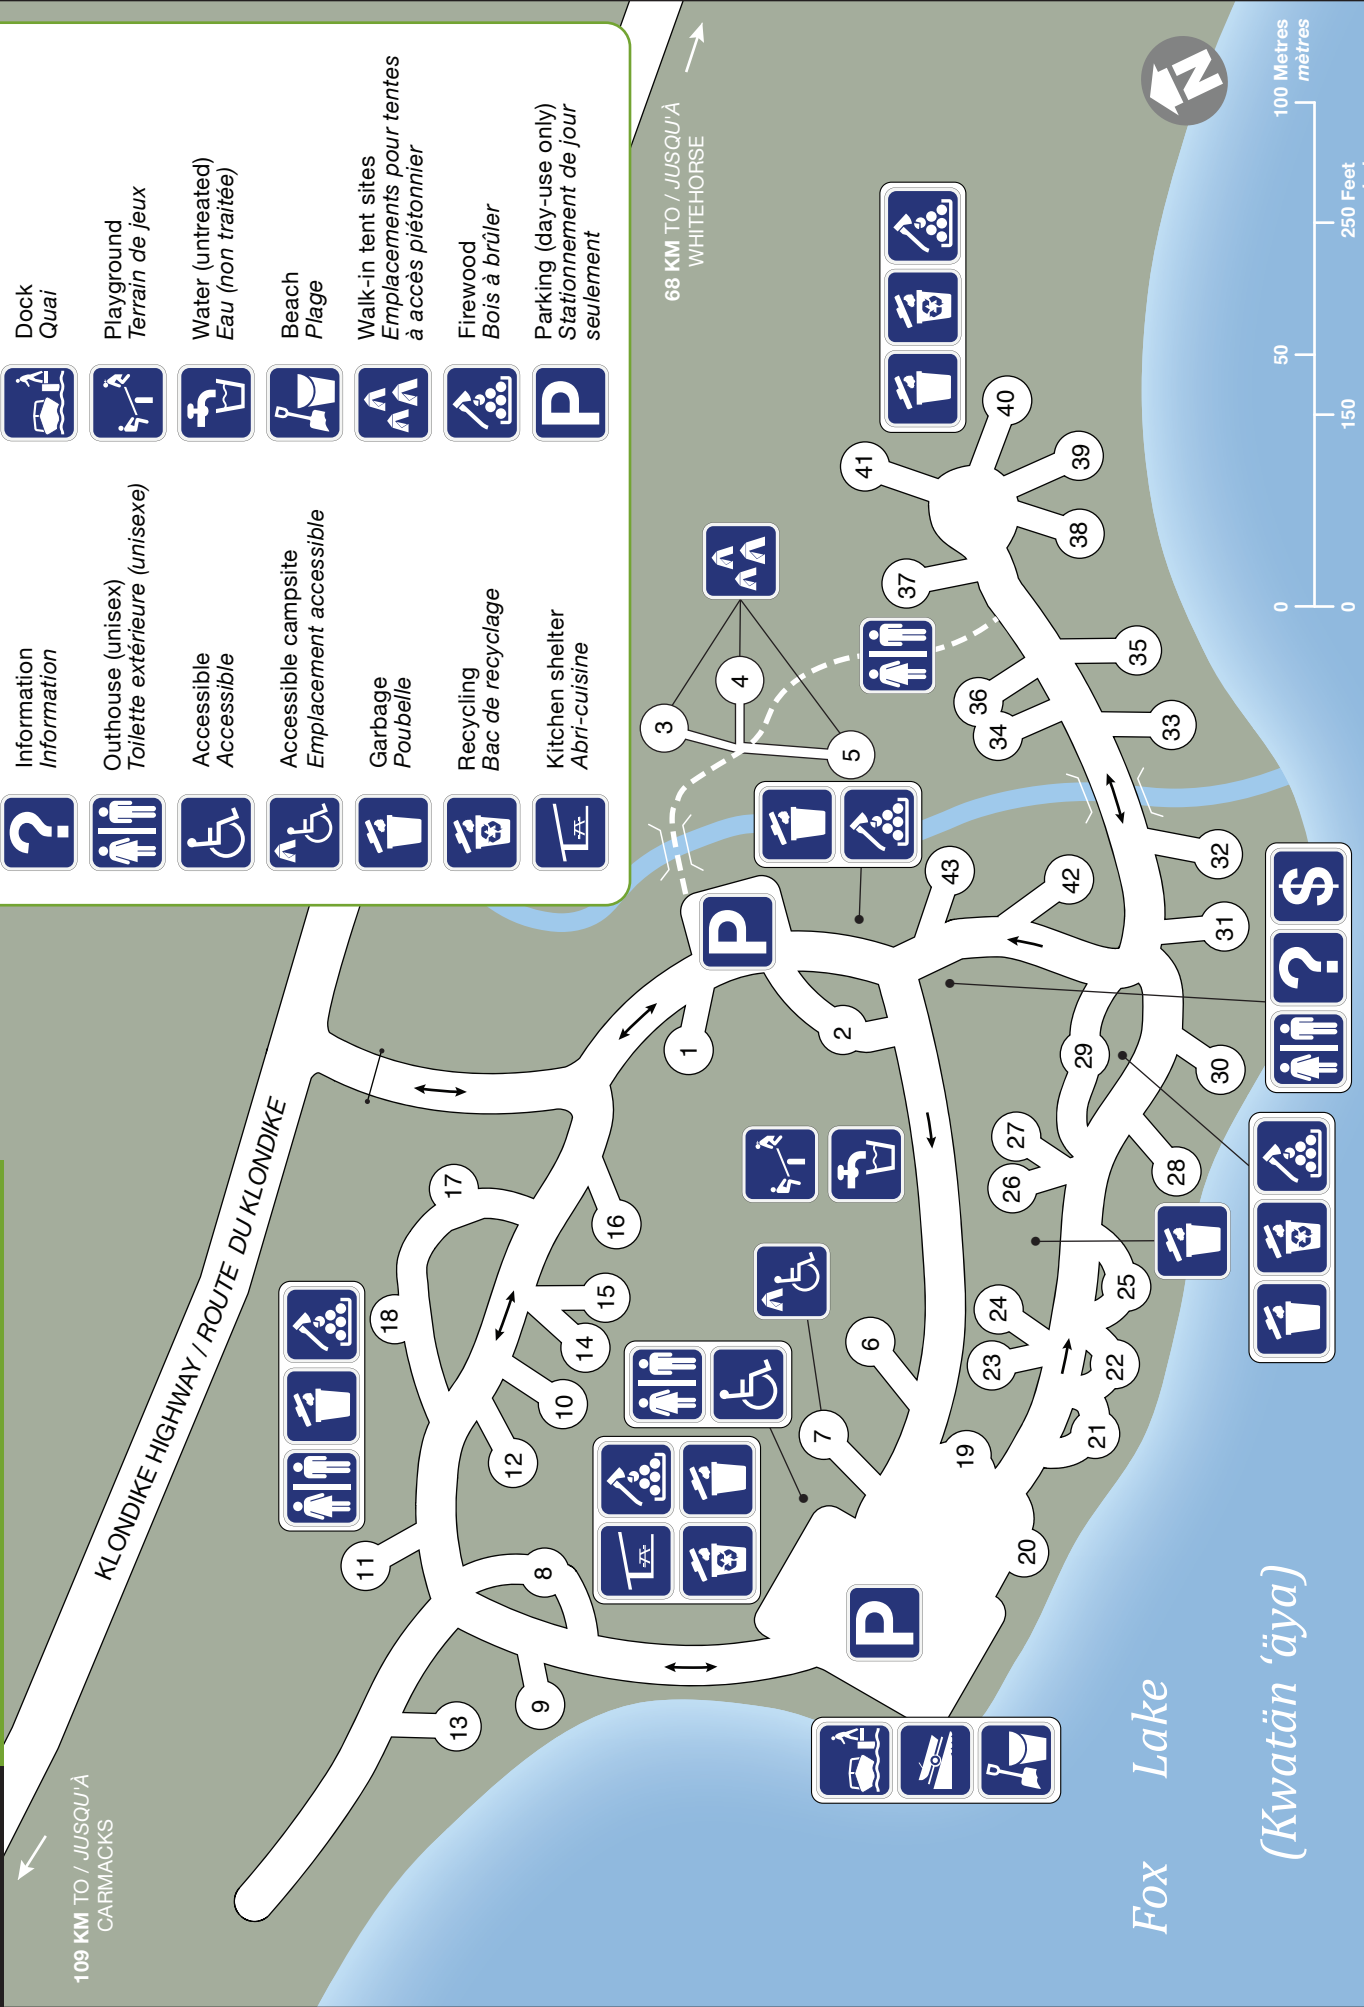 Information
Information
Outhouse (unisex)
Toilette extérieure (unisexe)
Accessible
Accessible
Accessible campsite
Emplacement accessible
Garbage
Poubelle
Recycling
Bac de recyclage
Kitchen shelter
Abri-cuisine
Dock
Quai
Playground
Terrain de jeux
Water (untreated)
Eau (non traitée)
Beach
Plage
Walk-in tent sites
Emplacements pour tentes
à accès piétonnier
Firewood
Bois à brûler
Parking (day-use only)
Stationnement de jour
seulement
P
?
109 KM TO / JUSQU'À
CARMACKS
KLONDIKE HIGHWAY / ROUTE DU KLONDIKE
68 KM TO / JUSQU'À
WHITEHORSE
1
2
3
4
5
6
7
8
9
10
11
12
13
14
15
16
17
18
19
20
21
22
23
24
25
26
27
28
29
30
31
32
33
34
35
36
37
38
39
40
41
42
43
P
P
? $
Fox Lake
(Kwatän ‘äya)
N
0 50 100 Metres
mètres
0 150 250 Feet